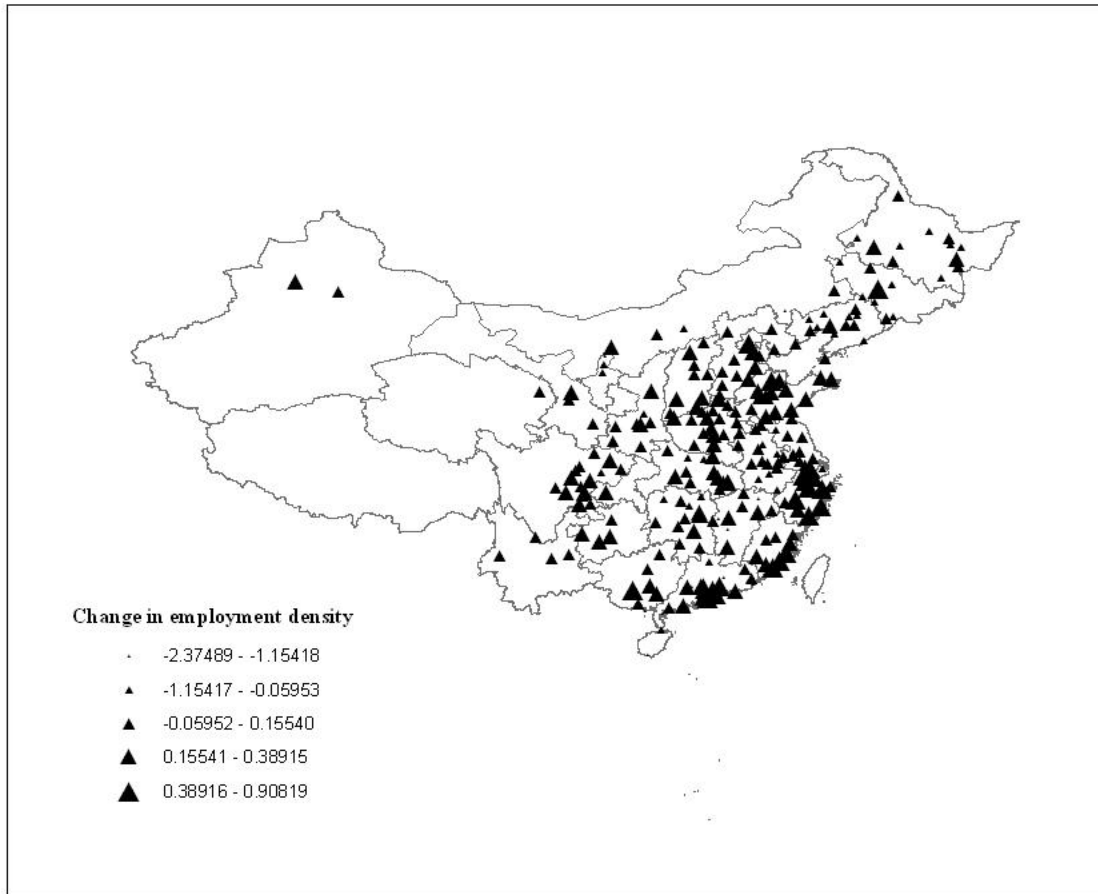 Change in employment density
-2.37489 - -1.15418
-1.15417 - -0.05953
-0.05952 - 0.15540
0.15541 - 0.38915
0.38916 - 0.90819